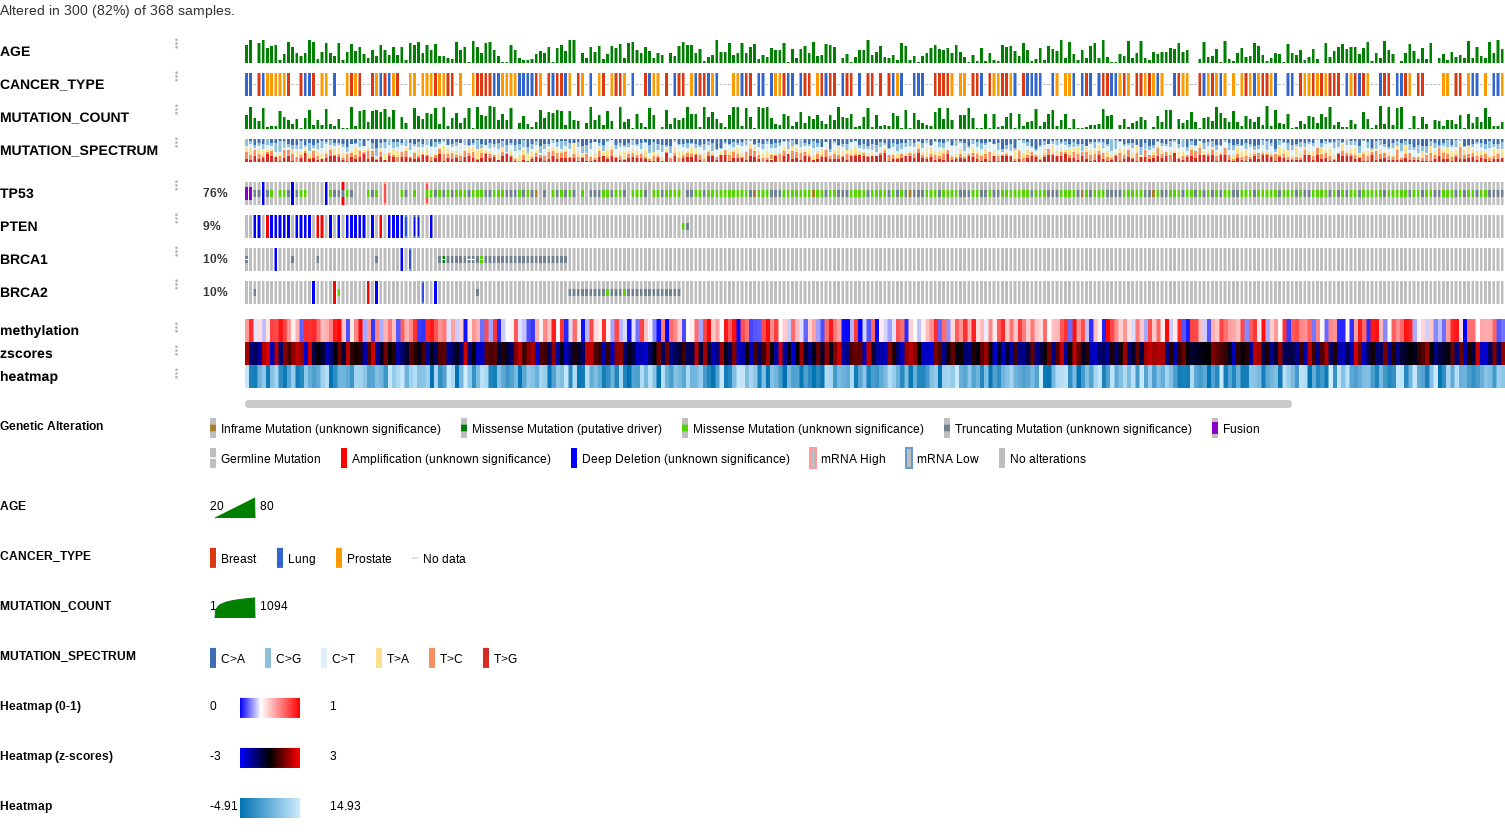 Altered in 300 (82%) of 368 samples.
AGE
CANCER_TYPE
MUTATION_COUNT
MUTATION_SPECTRUM
TP53 76%
PTEN 9%
BRCA1 10%
BRCA2 10%
methylation
zscores
heatmap
Genetic Alteration Inframe Mutation (unknown significance) Missense Mutation (putative driver) Missense Mutation (unknown significance) Truncating Mutation (unknown significance) Fusion
Germline Mutation Amplification (unknown significance) Deep Deletion (unknown significance) mRNA High mRNA Low No alterations
AGE 20 80
CANCER_TYPE Breast Lung Prostate No data
MUTATION_COUNT 1 1094
MUTATION_SPECTRUM C>A C>G C>T T>A T>C T>G
Heatmap (0-1) 0 1
Heatmap (z-scores) -3 3
Heatmap -4.91 14.93